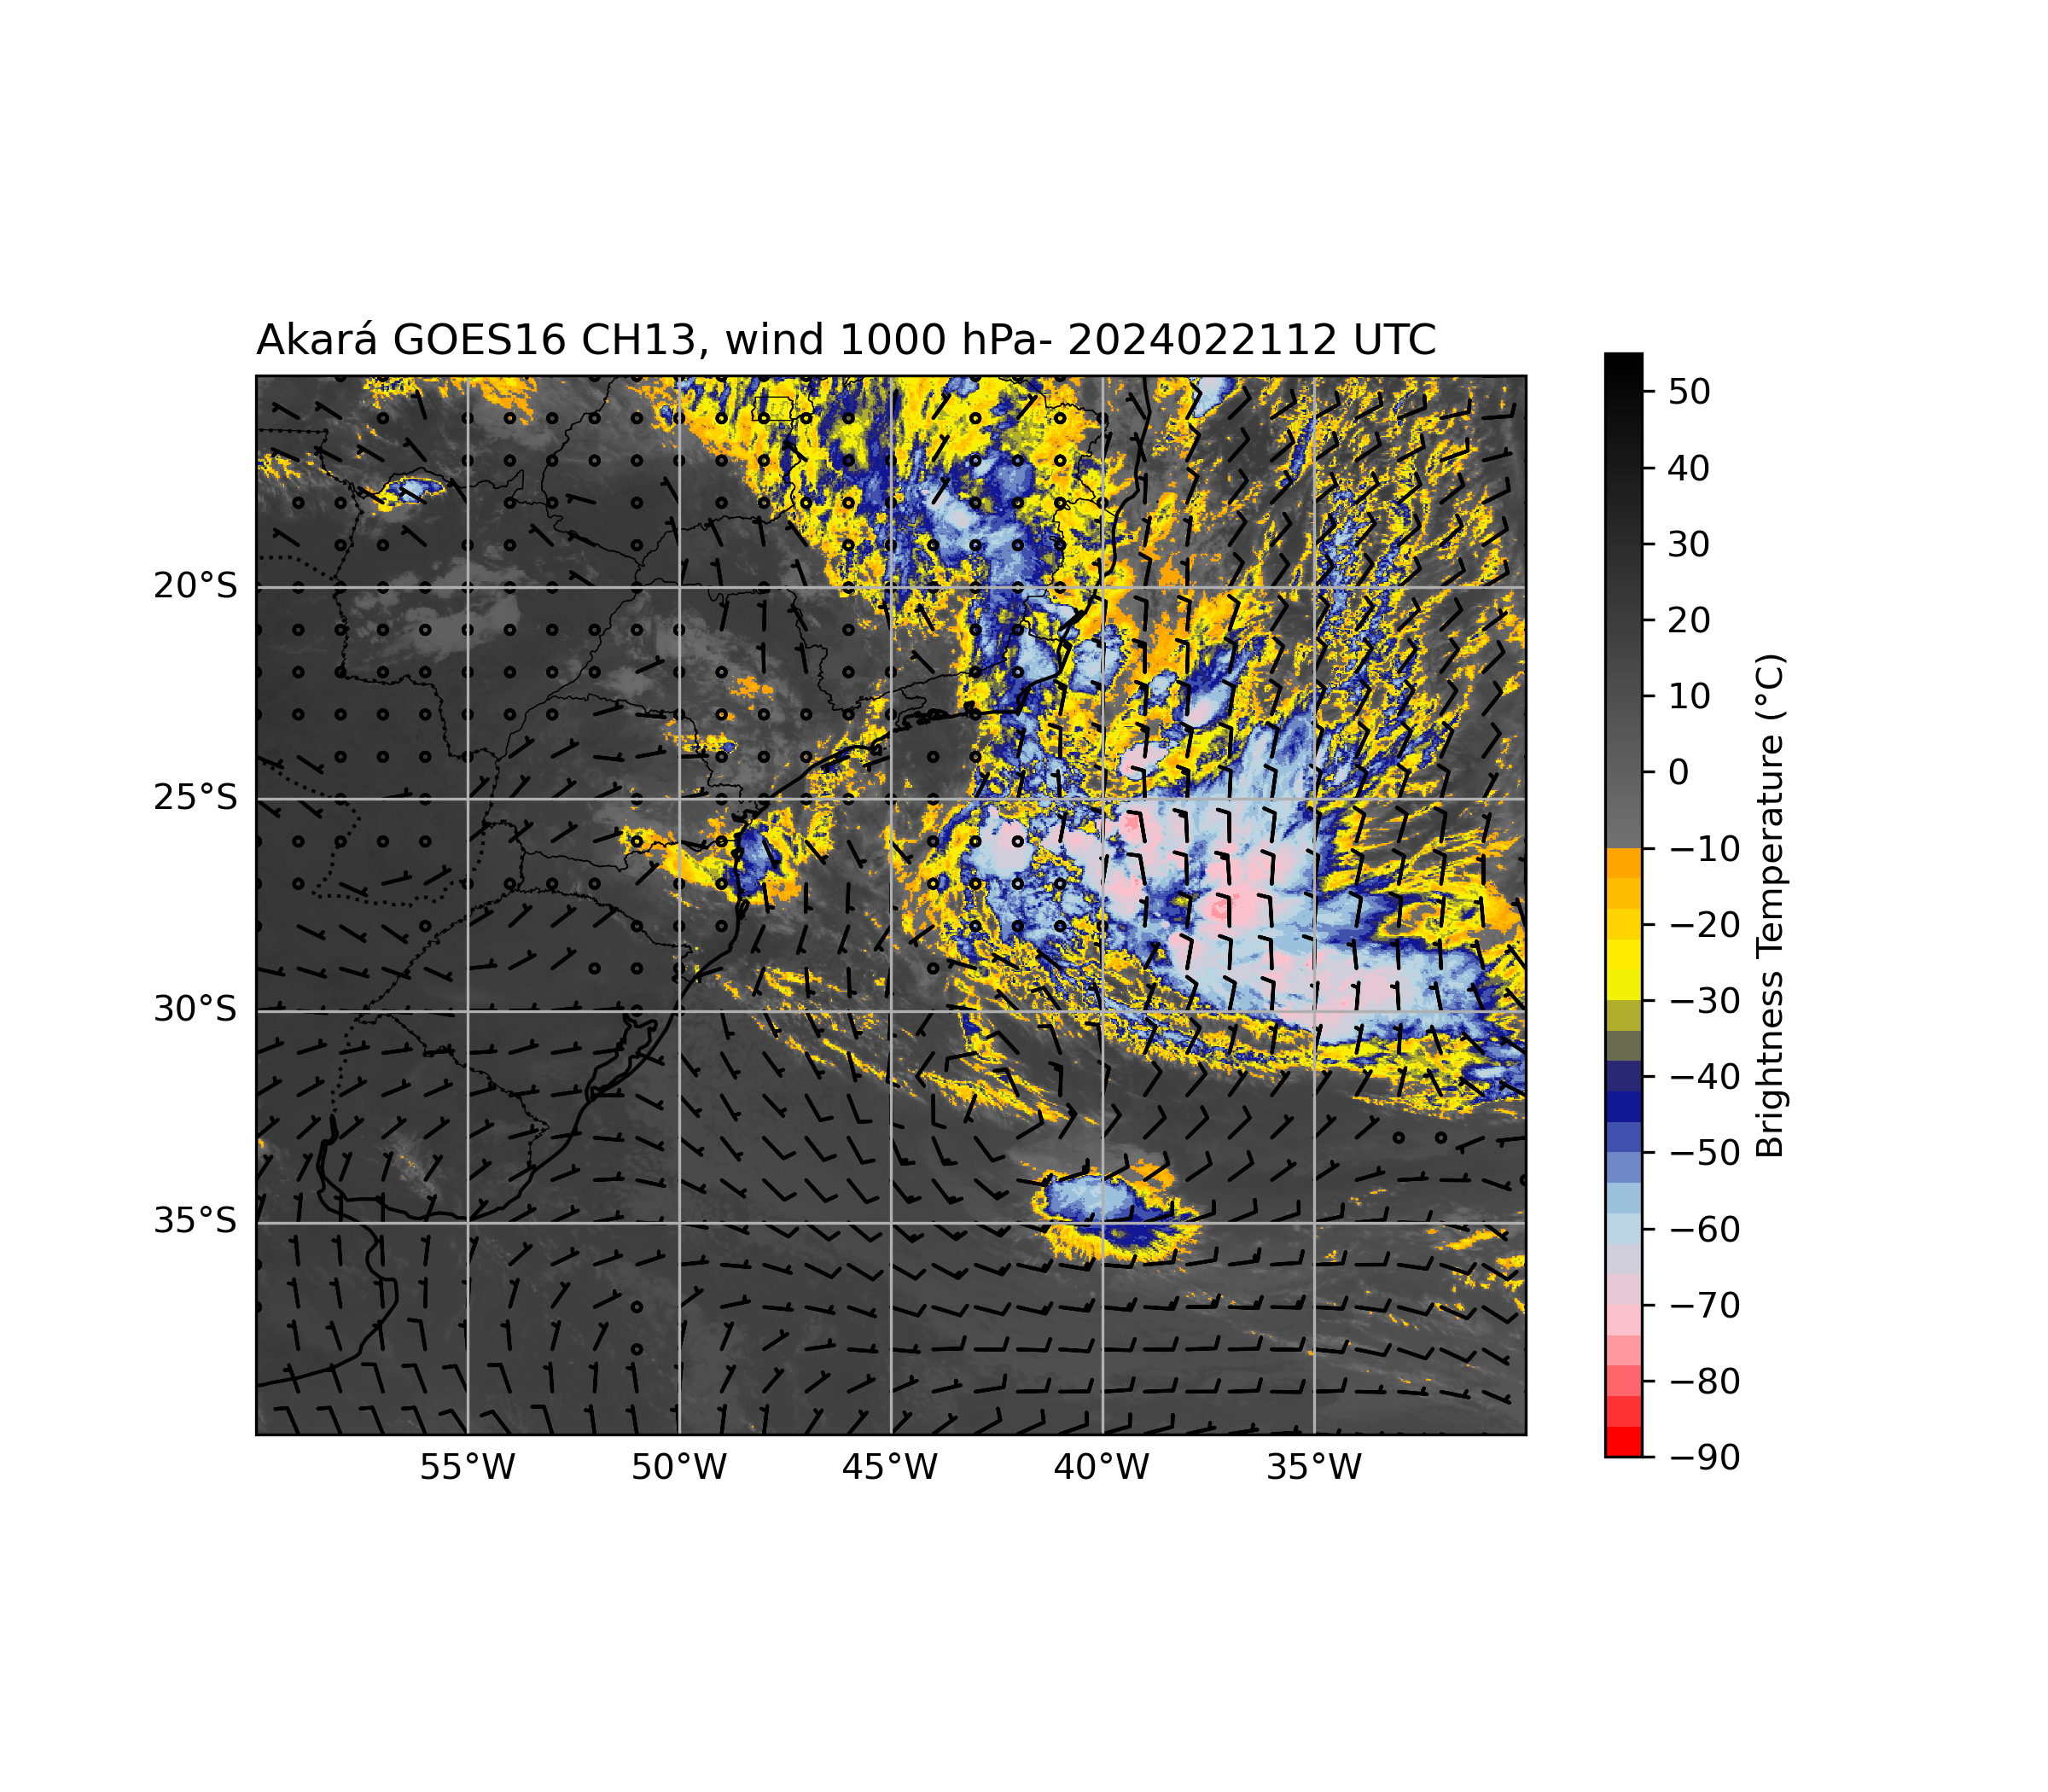 Akará GOES16 CH13, wind 1000 hPa- 2024022112 UTC
20°S
25°S
30°S
35°S
55°W
50°W
45°W
40°W
35°W
50
40
30
20
10
0
−10
−20
−30
−40
−50
−60
−70
−80
−90
Brightness Temperature (°C)